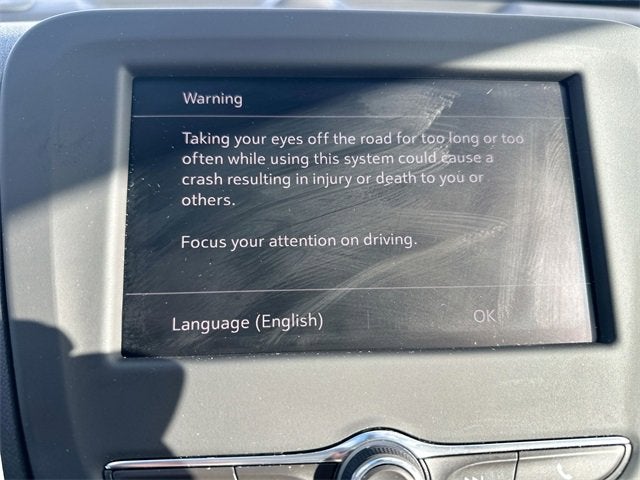 Warning
Taking your eyes off the road for too long or too
often while using this system could cause a
crash resulting in injury or death to you or
others.
Focus your attention on driving.
Language (English)
OK